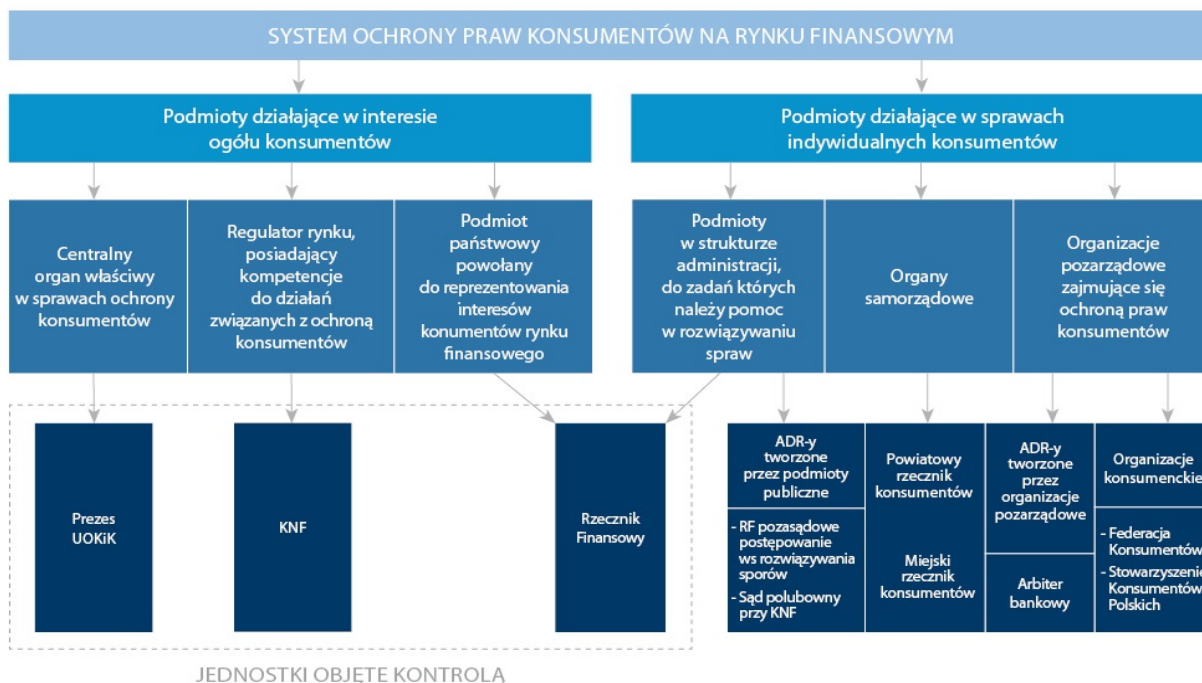 SYSTEM OCHRONY PRAW KONSUMENTÓW NA RYNKU FINANSOWYM
Podmioty działające w interesie
ogółu konsumentów
Podmioty działające w sprawach
indywidualnych konsumentów
Centralny
organ właściwy
w sprawach ochrony
konsumentów
Regulator rynku,
posiadający
kompetencje
do działań
związanych z ochroną
konsumentów
Podmiot
państwowy
powołany
do reprezentowania
interesów
konumentów rynku
finansowego
Podmioty
w strukturze
administracji,
do zadań których
należy pomoc
w rozwiązywaniu
spraw
Organy
samorządowe
Organizacje
pozarządowe
zajmujące się
ochroną praw
konsumentów
Prezes
UOKiK
KNF
Rzecznik
Finansowy
ADR-y
tworzone
przez podmioty
publiczne
- RF pozasądowe
postępowanie
ws rozwiązywania
sporów
- Sąd polubowny
przy KNF
Powiatowy
rzecznik
konsumentów
Miejski
rzecznik
konsumentów
ADR-y
tworzone
przez
organizacje
pozarządowe
Arbiter
bankowy
Organizacje
konsumenckie
- Federacja
Konsumentów
- Stowarzyszenie
Konsumentów
Polskich
JEDNOSTKI OBJĘTE KONTROLĄ